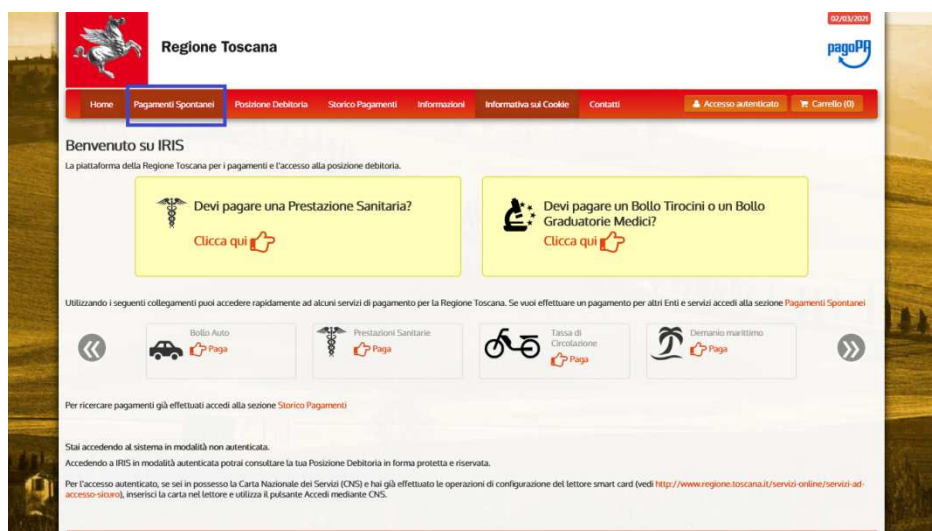 02/03/2021
Regione Toscana
pagoPA
Home Pagamenti Spontanei Posizione Debitoria Storico Pagamenti Informazioni Informativa sui Cookie Contatti Accesso autenticato Carrello (0)
Benvenuto su IRIS
La piattaforma della Regione Toscana per i pagamenti e l'accesso alla posizione debitoria.
Devi pagare una Prestazione Sanitaria?
Clicca qui
Devi pagare un Bollo Tirocini o un Bollo
Graduatorie Medici?
Clicca qui
Utilizzando i seguenti collegamenti puoi accedere rapidamente ad alcuni servizi di pagamento per la Regione Toscana. Se vuoi effettuare un pagamento per altri Enti e servizi accedi alla sezione Pagamenti Spontanei
Bollo Auto
Paga
Prestazioni Sanitarie
Paga
Tassa di
Circolazione
Paga
Demanio marittimo
Paga
Per ricercare pagamenti già effettuati accedi alla sezione Storico Pagamenti
Stai accedendo al sistema in modalità non autenticata.
Accedendo a IRIS in modalità autenticata potrai consultare la tua Posizione Debitoria in forma protetta e riservata.
Per l'accesso autenticato, se sei in possesso la Carta Nazionale dei Servizi (CNS) e hai già effettuato le operazioni di configurazione del lettore smart card (vedi http://www.regione.toscana.it/servizi-online/servizi-ad-
accesso-sicuro), inserisci la carta nel lettore e utilizza il pulsante Accedi mediante CNS.